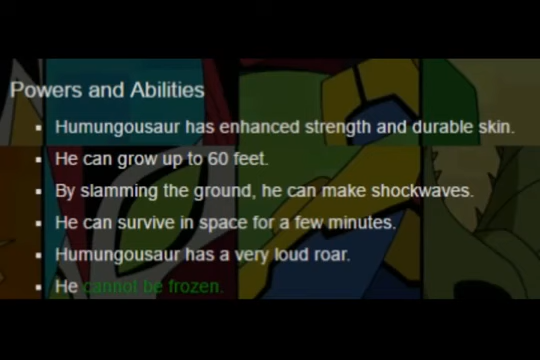 Powers and Abilities
Humungousaur has enhanced strength and durable skin.
He can grow up to 60 feet.
By slamming the ground, he can make shockwaves.
He can survive in space for a few minutes.
Humungousaur has a very loud roar.
He cannot be frozen.